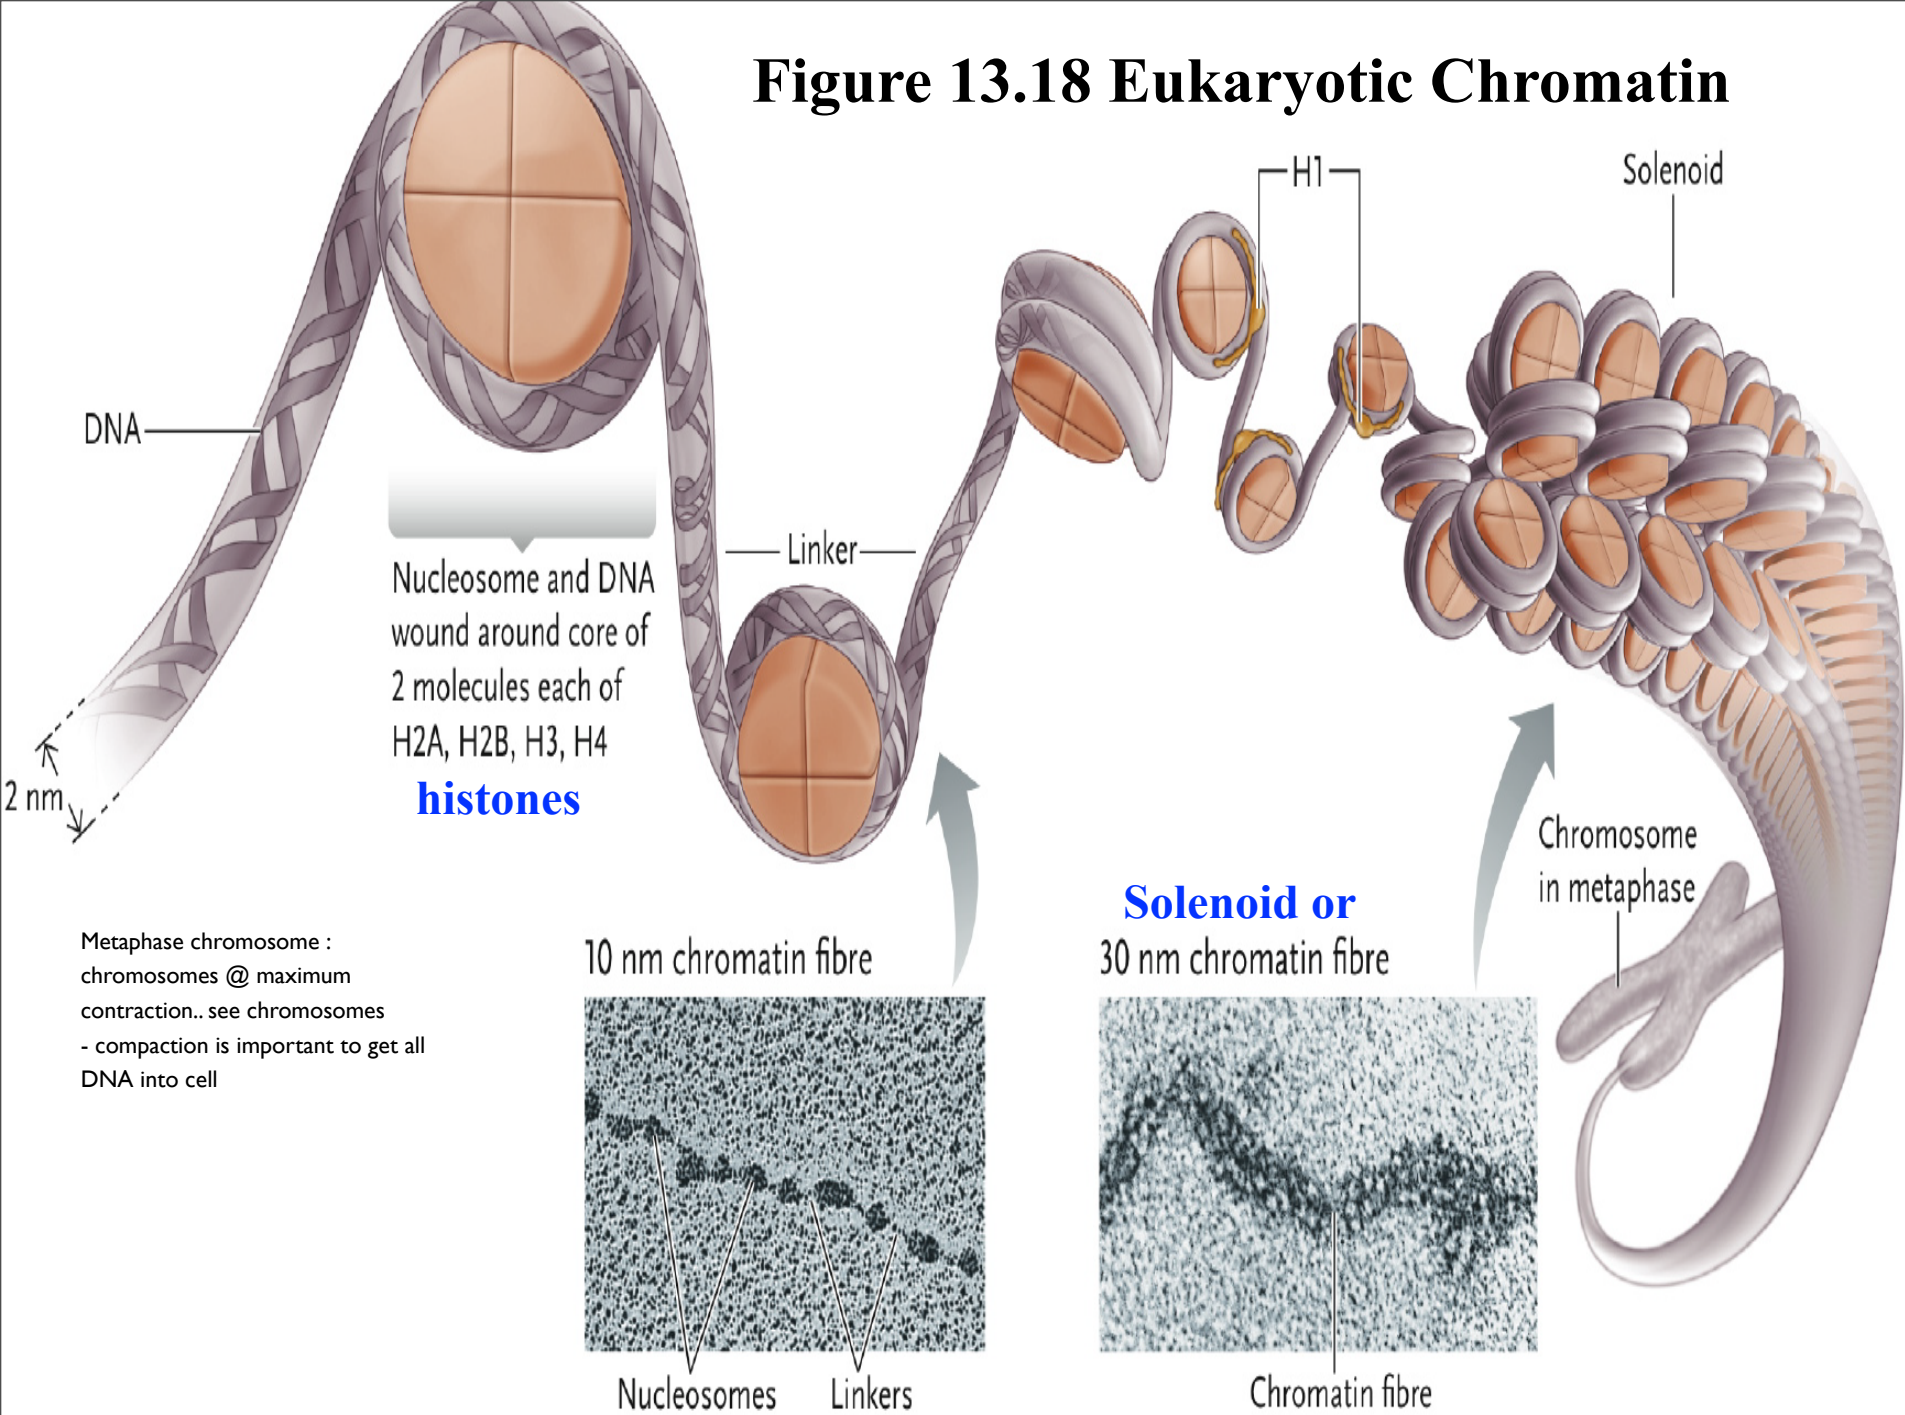 Figure 13.18 Eukaryotic Chromatin
H1
Solenoid
DNA
Linker
Nucleosome and DNA
wound around core of
2 molecules each of
H2A, H2B, H3, H4
histones
2 nm
Chromosome
in metaphase
Metaphase chromosome :
chromosomes @ maximum
contraction.. see chromosomes
- compaction is important to get all
DNA into cell
10 nm chromatin fibre
Solenoid or
30 nm chromatin fibre
Nucleosomes
Linkers
Chromatin fibre